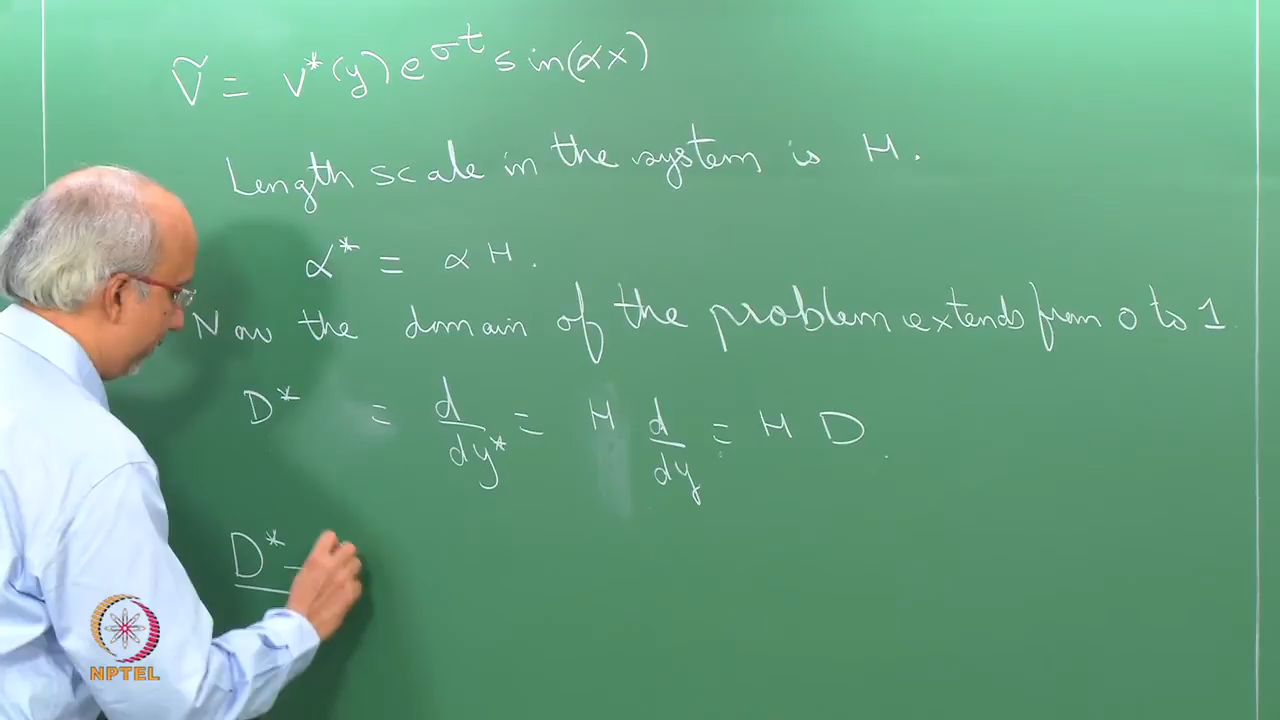 Ṽ = V*(y) e^σt sin(αx)
Length scale in the system is H.
α* = α H.
Now the domain of the problem extends from 0 to 1
D* = d/dy* = H d/dy = H D
D* -
NPTEL